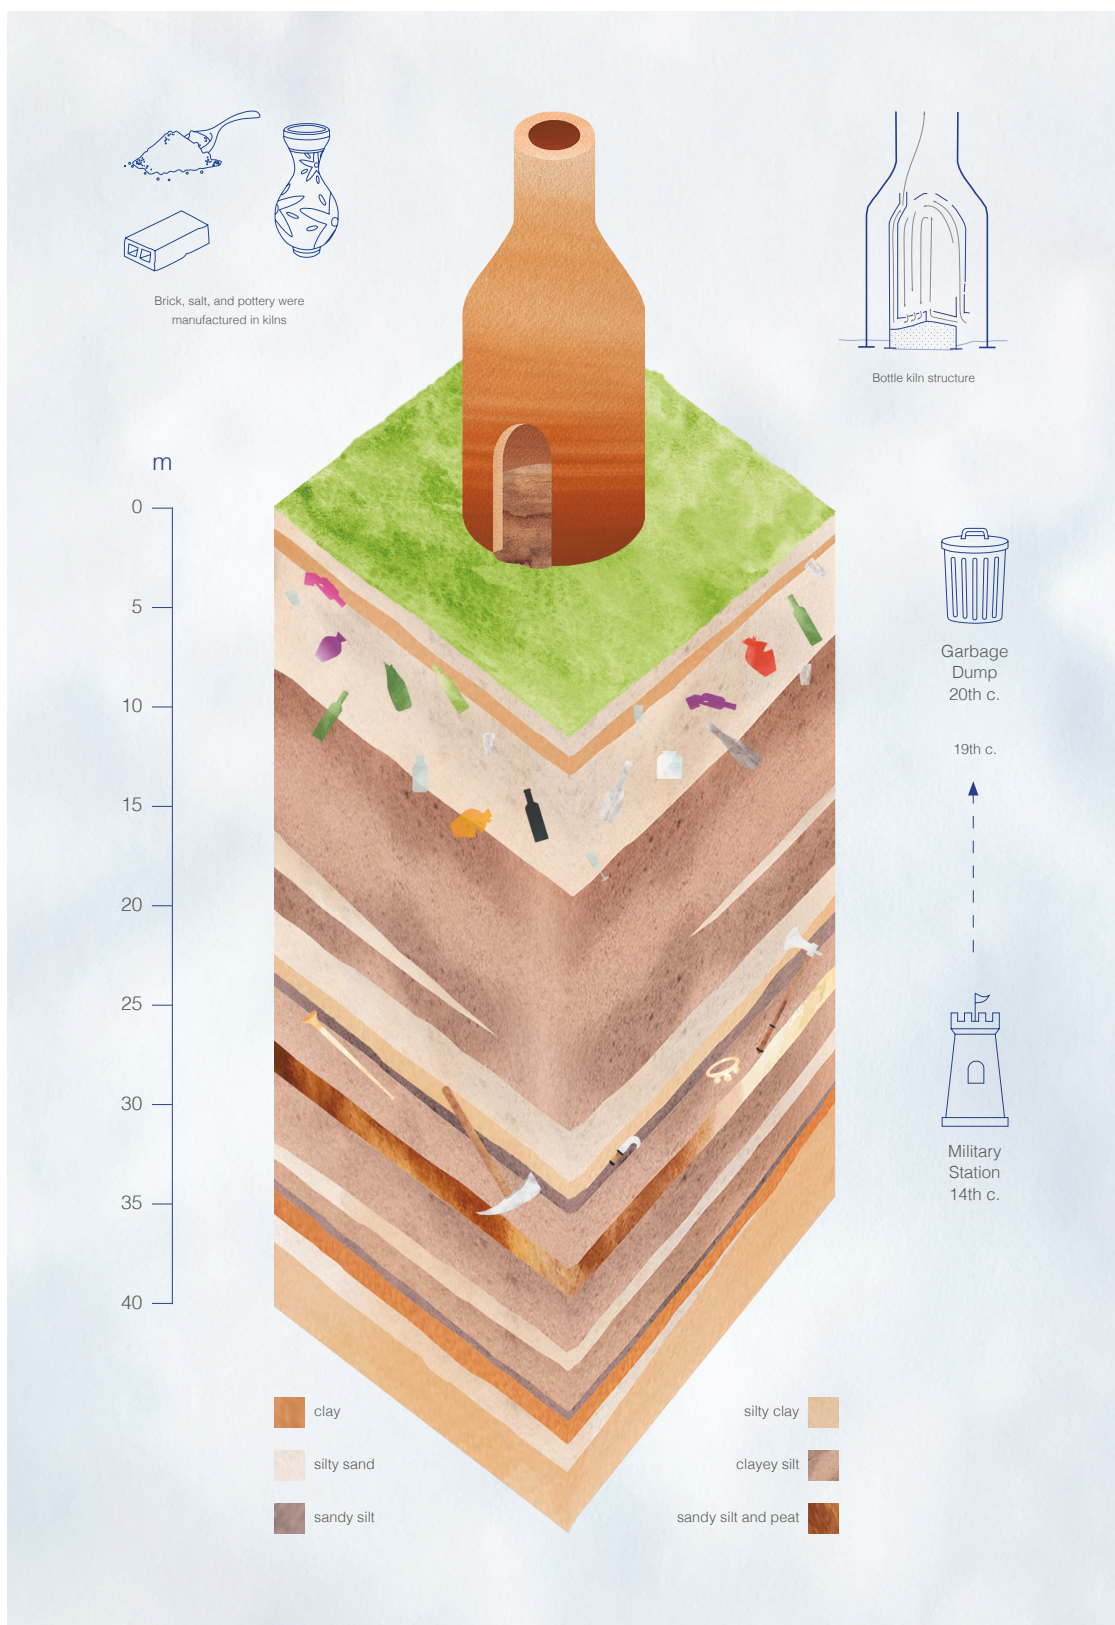 Brick, salt, and pottery were
manufactured in kilns
Bottle kiln structure
m
0
5
10
15
20
25
30
35
40
Garbage
Dump
20th c.
19th c.
Military
Station
14th c.
clay
silty sand
sandy silt
silty clay
clayey silt
sandy silt and peat